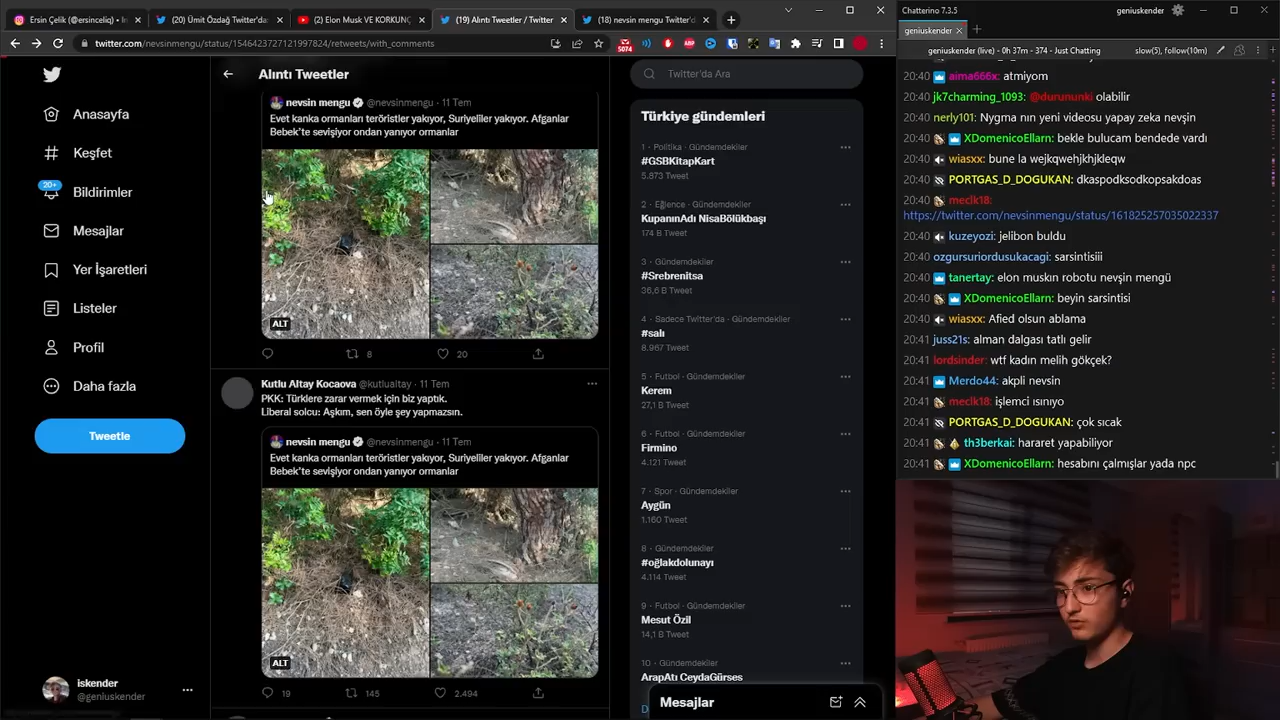 Ersin Çelik (@ersinceliq) •
(20) Ümit Özdağ Twitter'da:
(2) Elon Musk VE KORKUNÇ
(19) Alıntı Tweetler / Twitter
(18) nevsin mengu Twitter'da
twitter.com/nevsinmengu/status/1546423727121997824/retweets/with_comments
5074
ABP
Anasayfa
Keşfet
20+
Bildirimler
Mesajlar
Yer İşaretleri
Listeler
Profil
Daha fazla
Tweetle
iskender
@geniuskender
Alıntı Tweetler
nevsin mengu @nevsinmengu · 11 Tem
Evet kanka ormanları teröristler yakıyor, Suriyeliler yakıyor. Afganlar
Bebek'te sevişiyor ondan yanıyor ormanlar
ALT
8
20
Kutlu Altay Kocaova @kutlualtay · 11 Tem
PKK: Türklere zarar vermek için biz yaptık.
Liberal solcu: Aşkım, sen öyle şey yapmazsın.
nevsin mengu @nevsinmengu · 11 Tem
Evet kanka ormanları teröristler yakıyor, Suriyeliler yakıyor. Afganlar
Bebek'te sevişiyor ondan yanıyor ormanlar
ALT
19
145
2.494
Twitter'da Ara
Türkiye gündemleri
1 · Politika · Gündemdekiler
#GSBKitapKart
5.973 Tweet
2 · Eğlence · Gündemdekiler
KupanınAdı NisaBölükbaşı
174 B Tweet
3 · Gündemdekiler
#Srebrenitsa
36,6 B Tweet
4 · Sadece Twitter'da · Gündemdekiler
#salı
8.967 Tweet
5 · Futbol · Gündemdekiler
Kerem
27,1 B Tweet
6 · Futbol · Gündemdekiler
Firmino
4.121 Tweet
7 · Spor · Gündemdekiler
Aygün
1.160 Tweet
8 · Gündemdekiler
#oğlakdolunayı
4.114 Tweet
9 · Futbol · Gündemdekiler
Mesut Özil
14,1 B Tweet
10 · Gündemdekiler
ArapAtı CeydaGürses
Mesajlar
Chatterino 7.3.5
geniuskender
geniuskender
geniuskender (live) - 0h 37m - 374 - Just Chatting
slow(5), follow(10m)
20:40 aima666x: atmiyom
20:40 jk7charming_1093: @durununki olabilir
20:40 nerly101: Nygma nın yeni videosu yapay zeka nevşin
20:40 XDomenicoEllarn: bekle bulucam bendede vardı
20:40 wiasxx: bune la wejkqwehjkhjkleqw
20:40 PORTGAS_D_DOGUKAN: dkaspodksodkopsakdoas
20:40 meclk18:
https://twitter.com/nevsinmengu/status/161825257035022337
20:40 kuzeyozi: jelibon buldu
20:40 ozgursuriordusukacagi: sarsintisiii
20:40 tanertay: elon muskın robotu nevşin mengü
20:40 XDomenicoEllarn: beyin sarsintisi
20:40 wiasxx: Afied olsun ablama
20:41 juss21s: alman dalgası tatlı gelir
20:41 lordsinder: wtf kadın melih gökçek?
20:41 Merdo44: akpli nevsin
20:41 meclk18: işlemci ısınıyo
20:41 PORTGAS_D_DOGUKAN: çok sıcak
20:41 th3berkai: hararet yapabiliyor
20:41 XDomenicoEllarn: hesabını çalmışlar yada npc